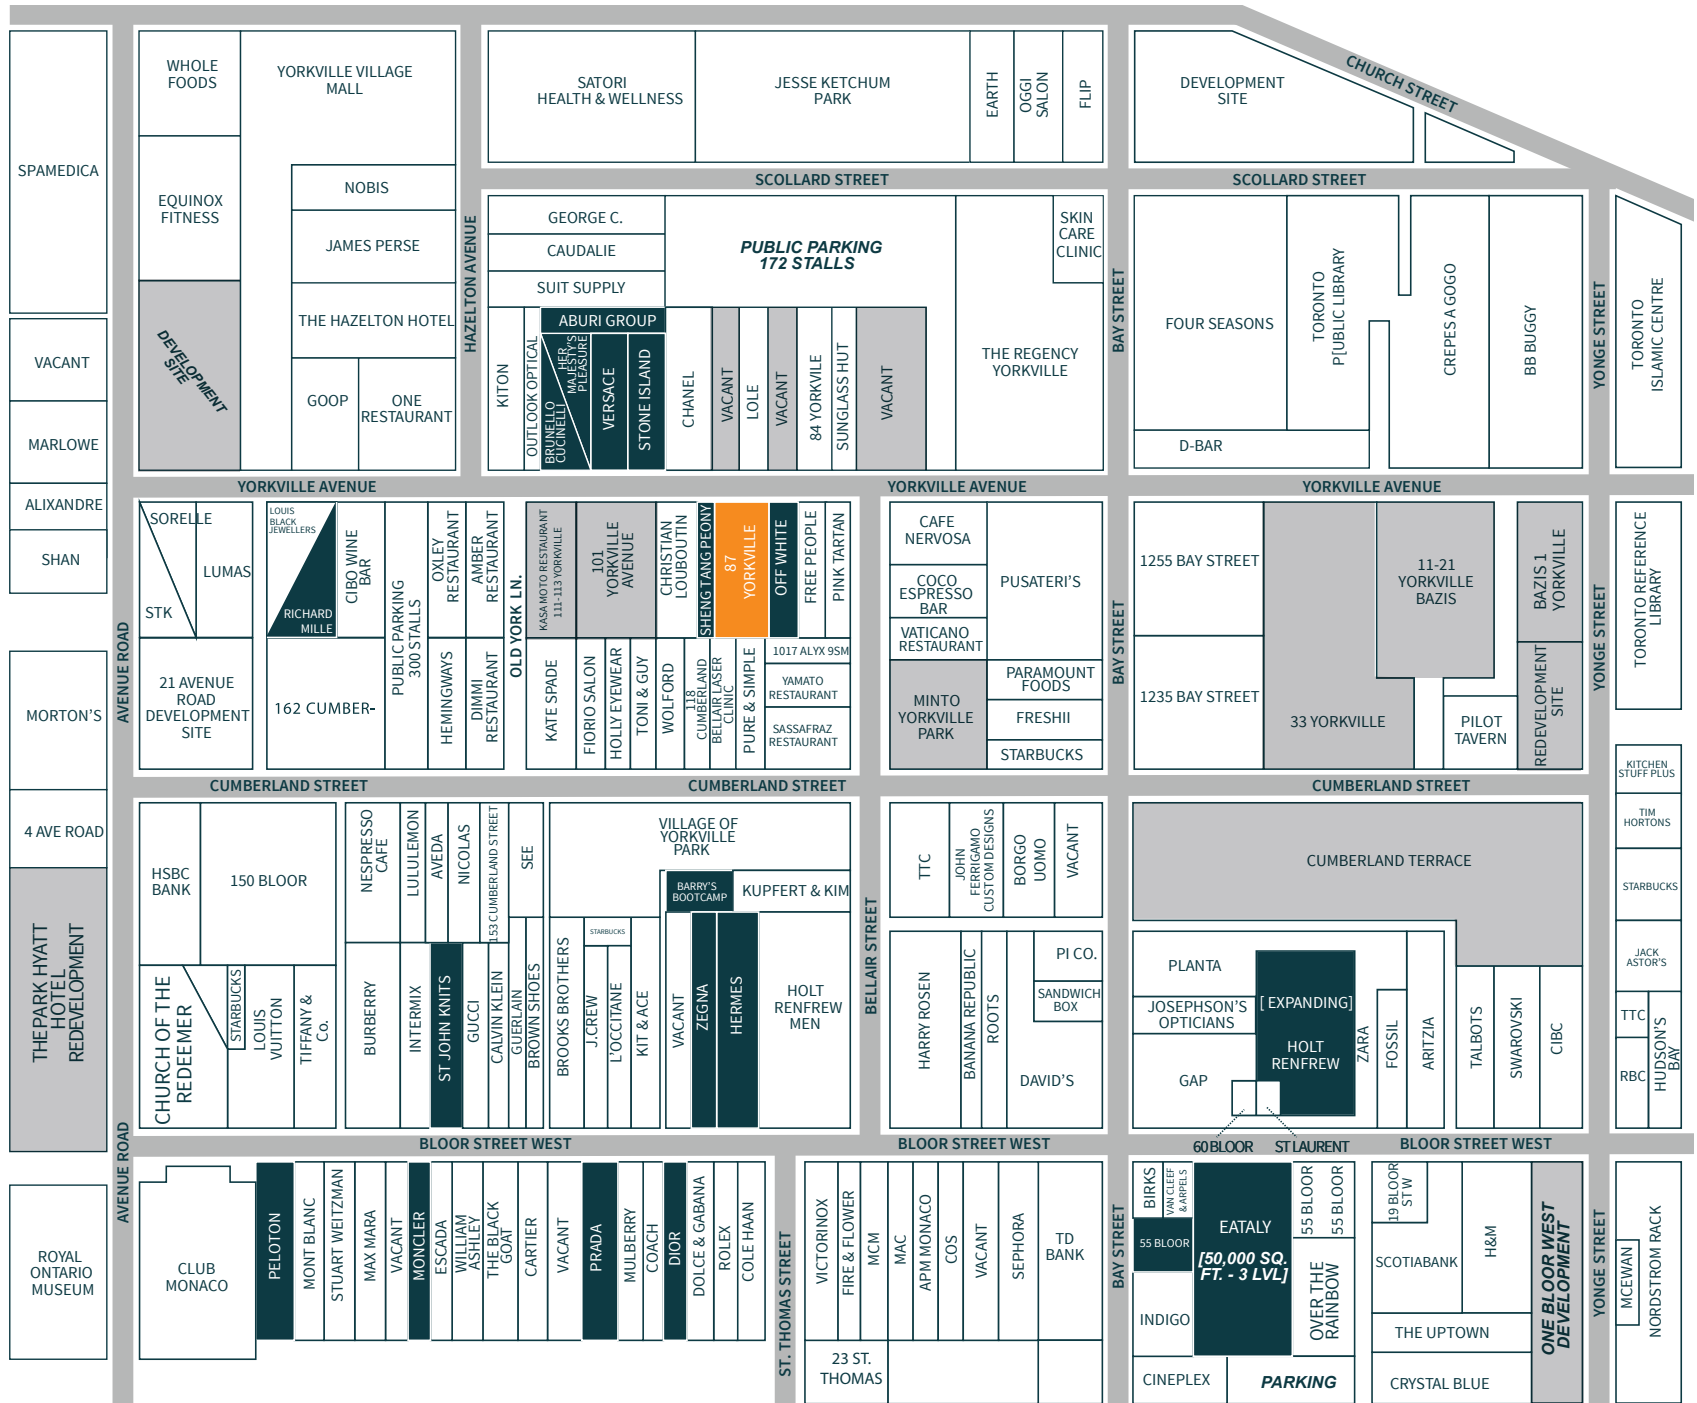 CHURCH STREET
WHOLE
FOODS
YORKVILLE VILLAGE
MALL
SATORI
HEALTH & WELLNESS
JESSE KETCHUM
PARK
EARTH
OGGI
SALON
FLIP
DEVELOPMENT
SITE
SPAMEDICA
EQUINOX
FITNESS
NOBIS
JAMES PERSE
THE HAZELTON HOTEL
GOOP
ONE
RESTAURANT
DEVELOPMENT
SITE
HAZELTON AVENUE
SCOLLARD STREET
SCOLLARD STREET
GEORGE C.
CAUDALIE
SUIT SUPPLY
PUBLIC PARKING
172 STALLS
SKIN
CARE
CLINIC
ABURI GROUP
KITON
OUTLOOK OPTICAL
BRUNELLO
CUCINELLI
HER
MAJESTY'S
PLEASURE
VERSACE
STONE ISLAND
CHANEL
VACANT
LOLE
VACANT
84 YORKVILLE
SUNGLASS HUT
VACANT
THE REGENCY
YORKVILLE
BAY STREET
FOUR SEASONS
TORONTO
P[UBLIC LIBRARY
CREPES A GOGO
BB BUGGY
D-BAR
YONGE STREET
TORONTO
ISLAMIC CENTRE
VACANT
MARLOWE
ALIXANDRE
SHAN
MORTON'S
4 AVE ROAD
THE PARK HYATT
HOTEL
REDEVELOPMENT
ROYAL
ONTARIO
MUSEUM
YORKVILLE AVENUE
YORKVILLE AVENUE
YORKVILLE AVENUE
AVENUE ROAD
SORELLE
STK
LUMAS
21 AVENUE
ROAD
DEVELOPMENT
SITE
LOUIS
BLACK
JEWELLERS
RICHARD
MILLE
CIBO WINE
BAR
162 CUMBER-
PUBLIC PARKING
300 STALLS
OXLEY
RESTAURANT
AMBER
RESTAURANT
HEMINGWAYS
DIMMI
RESTAURANT
OLD YORK LN.
KASA MOTO RESTAURANT
111-113 YORKVILLE
101
YORKVILLE
AVENUE
CHRISTIAN
LOUBOUTIN
SHENG TANG PEONY
87
YORKVILLE
OFF WHITE
FREE PEOPLE
PINK TARTAN
KATE SPADE
FIORIO SALON
HOLLY EYEWEAR
TONI & GUY
WOLFORD
118
CUMBERLAND
BELLAIR LASER
CLINIC
PURE & SIMPLE
1017 ALYX 9SM
YAMATO
RESTAURANT
SASSAFRAZ
RESTAURANT
CAFE
NERVOSA
COCO
ESPRESSO
BAR
VATICANO
RESTAURANT
MINTO
YORKVILLE
PARK
PUSATERI'S
PARAMOUNT
FOODS
FRESHII
STARBUCKS
BAY STREET
1255 BAY STREET
1235 BAY STREET
33 YORKVILLE
11-21
YORKVILLE
BAZIS
BAZIS 1
YORKVILLE
PILOT
TAVERN
REDEVELOPMENT
SITE
YONGE STREET
TORONTO REFERENCE
LIBRARY
KITCHEN
STUFF PLUS
TIM
HORTONS
STARBUCKS
JACK
ASTOR'S
TTC
RBC
HUDSON'S
BAY
CUMBERLAND STREET
CUMBERLAND STREET
CUMBERLAND STREET
HSBC
BANK
150 BLOOR
CHURCH OF THE
REDEEMER
STARBUCKS
LOUIS
VUITTON
TIFFANY &
Co.
NESPRESSO
CAFE
LULULEMON
AVEDA
NICOLAS
153 CUMBERLAND STREET
SEE
BURBERRY
INTERMIX
ST JOHN KNITS
GUCCI
CALVIN KLEIN
GUERLAIN
BROWN SHOES
VILLAGE OF
YORKVILLE
PARK
BARRY'S
BOOTCAMP
KUPFERT & KIM
BROOKS BROTHERS
STARBUCKS
J.CREW
L'OCCITANE
KIT & ACE
VACANT
ZEGNA
HERMES
HOLT
RENFREW
MEN
BELLAIR STREET
TTC
JOHN
FERRIGAMO
CUSTOM DESIGNS
BORGO
UOMO
VACANT
HARRY ROSEN
BANANA REPUBLIC
ROOTS
PI CO.
SANDWICH
BOX
DAVID'S
CUMBERLAND TERRACE
PLANTA
JOSEPHSON'S
OPTICIANS
GAP
[ EXPANDING]
HOLT
RENFREW
ZARA
FOSSIL
ARITZIA
TALBOTS
SWAROVSKI
CIBC
AVENUE ROAD
BLOOR STREET WEST
BLOOR STREET WEST
60 BLOOR
ST LAURENT
BLOOR STREET WEST
CLUB
MONACO
PELOTON
MONT BLANC
STUART WEITZMAN
MAX MARA
VACANT
MONCLER
ESCADA
WILLIAM
ASHLEY
THE BLACK
GOAT
CARTIER
VACANT
PRADA
MULBERRY
COACH
DIOR
DOLCE & GABANA
ROLEX
COLE HAAN
ST. THOMAS STREET
VICTORINOX
FIRE & FLOWER
MCM
MAC
APM MONACO
COS
VACANT
SEPHORA
TD
BANK
23 ST.
THOMAS
BAY STREET
BIRKS
VAN CLEEF
& ARPELS
55 BLOOR
INDIGO
EATALY
[50,000 SQ.
FT. - 3 LVL]
55 BLOOR
55 BLOOR
OVER THE
RAINBOW
CINEPLEX
PARKING
19 BLOOR
ST W
SCOTIABANK
H&M
THE UPTOWN
CRYSTAL BLUE
ONE BLOOR WEST
DEVELOPMENT
YONGE STREET
MCEWAN
NORDSTROM RACK